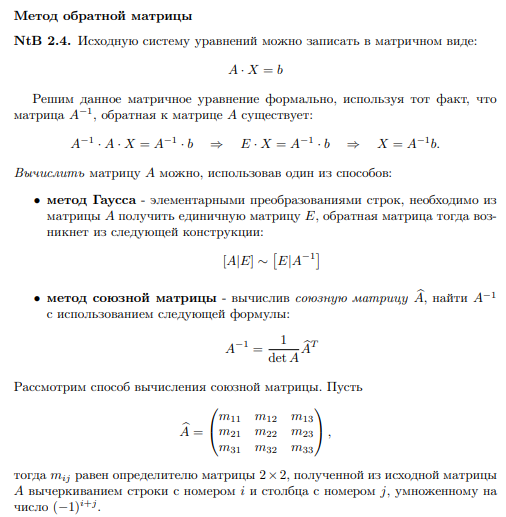 Метод обратной матрицы
NtB 2.4. Исходную систему уравнений можно записать в матричном виде:
A · X = b
Решим данное матричное уравнение формально, используя тот факт, что
матрица A⁻¹, обратная к матрице A существует:
A⁻¹ · A · X = A⁻¹ · b ⇒ E · X = A⁻¹ · b ⇒ X = A⁻¹b.
Вычислить матрицу A можно, использовав один из способов:
• метод Гаусса - элементарными преобразованиями строк, необходимо из
матрицы A получить единичную матрицу E, обратная матрица тогда воз-
никнет из следующей конструкции:
[A|E] ∼ [E|A⁻¹]
• метод союзной матрицы - вычислив союзную матрицу Â, найти A⁻¹
с использованием следующей формулы:
A⁻¹ = 1/det A Âᵀ
Рассмотрим способ вычисления союзной матрицы. Пусть
m₁₁ m₁₂ m₁₃
Â = ( m₂₁ m₂₂ m₂₃ ) ,
m₃₁ m₃₂ m₃₃
тогда mᵢⱼ равен определителю матрицы 2 × 2, полученной из исходной матрицы
A вычеркиванием строки с номером i и столбца с номером j, умноженному на
число (−1)ⁱ⁺ʲ.